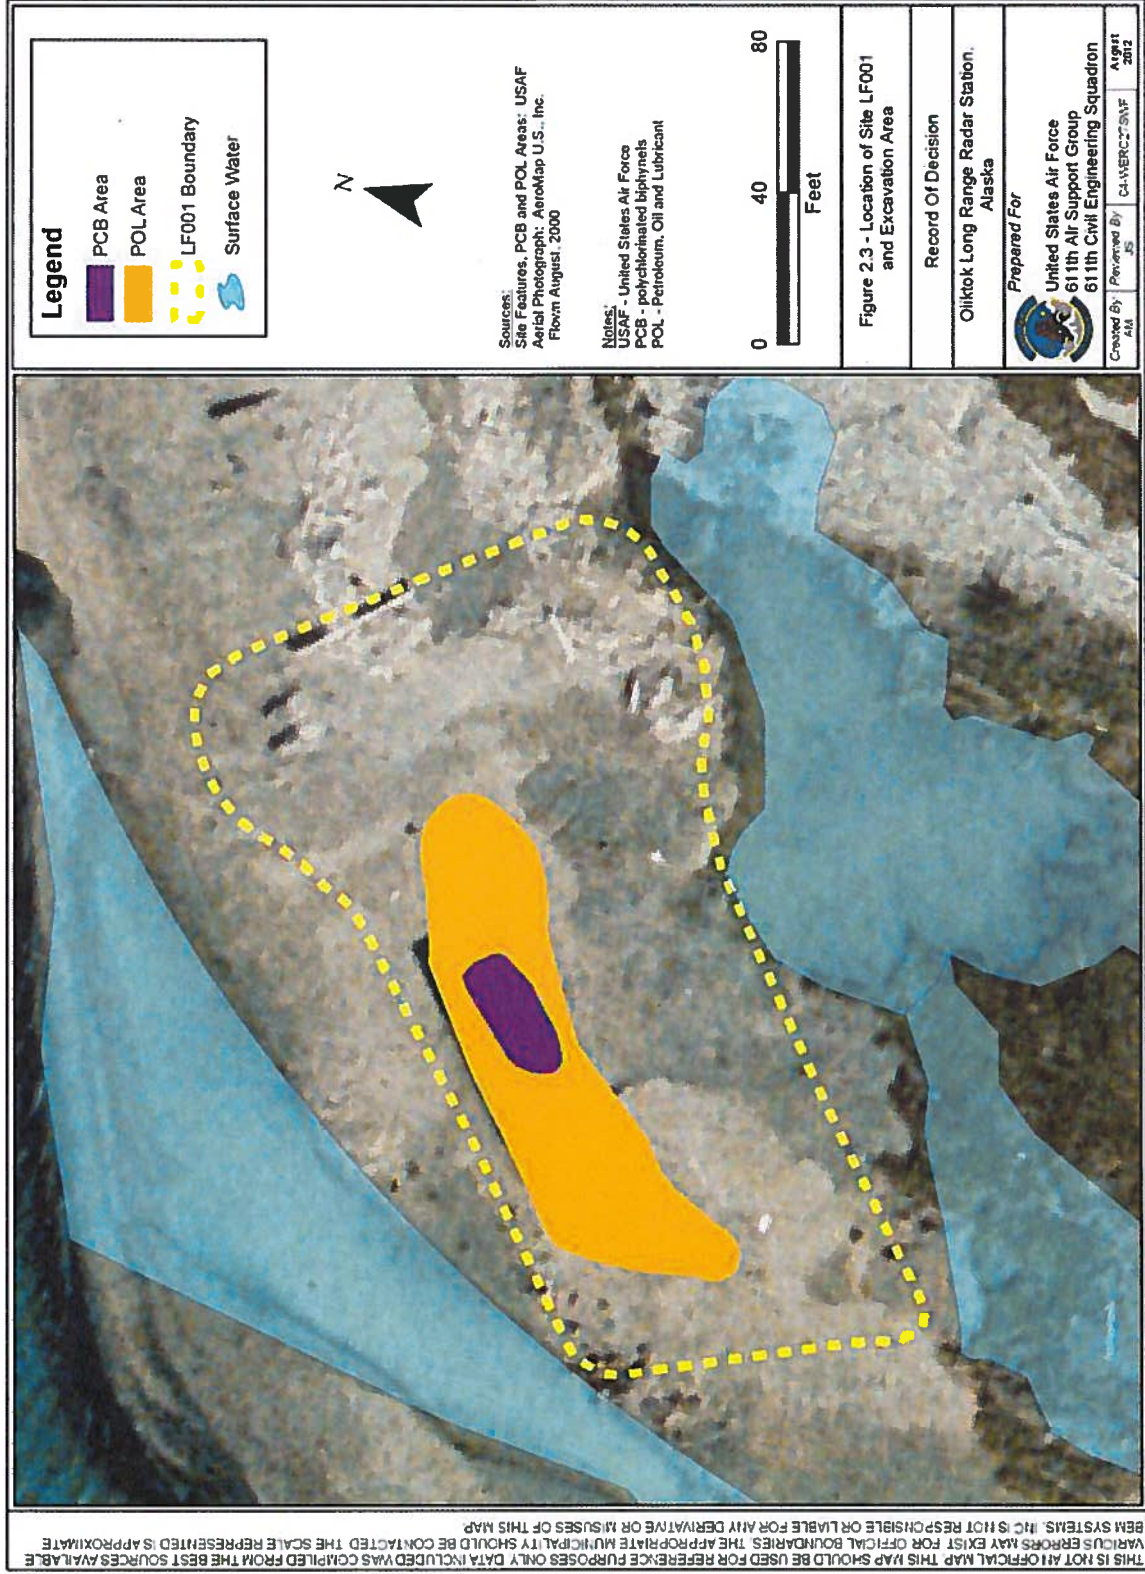 Legend
PCB Area
POL Area
LF001 Boundary
Surface Water
N
Sources:
Site Features, PCB and POL Areas: USAF
Aerial Photograph: AeroMap U.S., Inc.
Flown August, 2000
Notes:
USAF - United States Air Force
PCB - polychlorinated biphynels
POL - Petroleum, Oil and Lubricant
0 40 80
Feet
Figure 2.3 - Location of Site LF001
and Excavation Area
Record Of Decision
Oliktok Long Range Radar Station,
Alaska
Prepared For
United States Air Force
611th Air Support Group
611th Civil Engineering Squadron
Created By
AM
Reviewed By
JS
August
2012
THIS IS NOT AN OFFICIAL MAP. THIS MAP SHOULD BE USED FOR REFERENCE PURPOSES ONLY. DATA INCLUDED WAS COMPILED FROM THE BEST SOURCES AVAILABLE
VARIOUS ERRORS MAY EXIST. FOR OFFICIAL BOUNDARIES, THE APPROPRIATE MUNICIPALITY SHOULD BE CONTACTED. THE SCALE REPRESENTED IS APPROXIMATE
BEM SYSTEMS, INC IS NOT RESPONSIBLE OR LIABLE FOR ANY DERIVATIVE OR MISUSES OF THIS MAP.